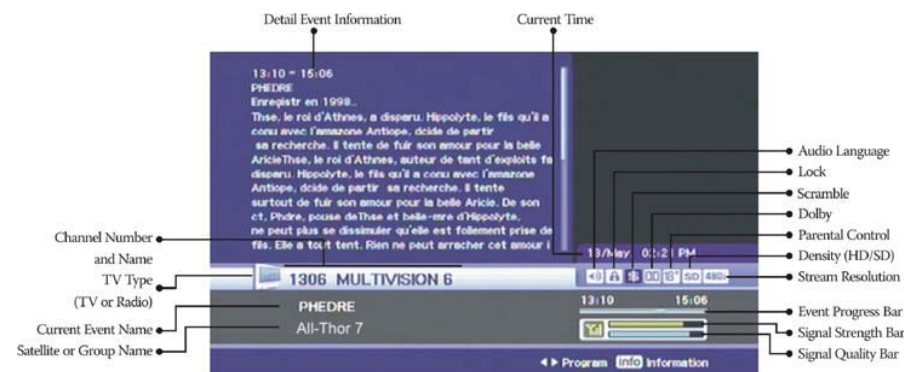 Detail Event Information
Current Time
13:10 - 15:06
PHEDRE
Enregistr en 1998..
Thse, le roi d'Athnes, a disparu. Hippolyte, le fils qu'il a
conu avec l'amazone Antiope, dcide de partir
sa recherche. Il tente de fuir son amour pour la belle
AricieThse, le roi d'Athnes, auteur de tant d'exploits fa
disparu. Hippolyte, le fils qu'il a conu avec l'amazone
Antiope, dcide de partir sa recherche. Il tente
surtout de fuir son amour pour la belle Aricie. De son
ct, Phdre, pouse deThse et belle-mre d'Hippolyte,
ne peut plus se dissimuler qu'elle est follement prise de
fils. Elle a tout tent. Rien ne peut arracher cet amour i
Audio Language
Lock
Scramble
Dolby
Parental Control
Density (HD/SD)
Stream Resolution
Event Progress Bar
Signal Strength Bar
Signal Quality Bar
Channel Number
and Name
TV Type
(TV or Radio)
Current Event Name
Satellite or Group Name
13/May, 02:21 PM
1306 MULTIVISION 6
18+ SD 480i
PHEDRE
All-Thor 7
13:10 15:06
Program info Information